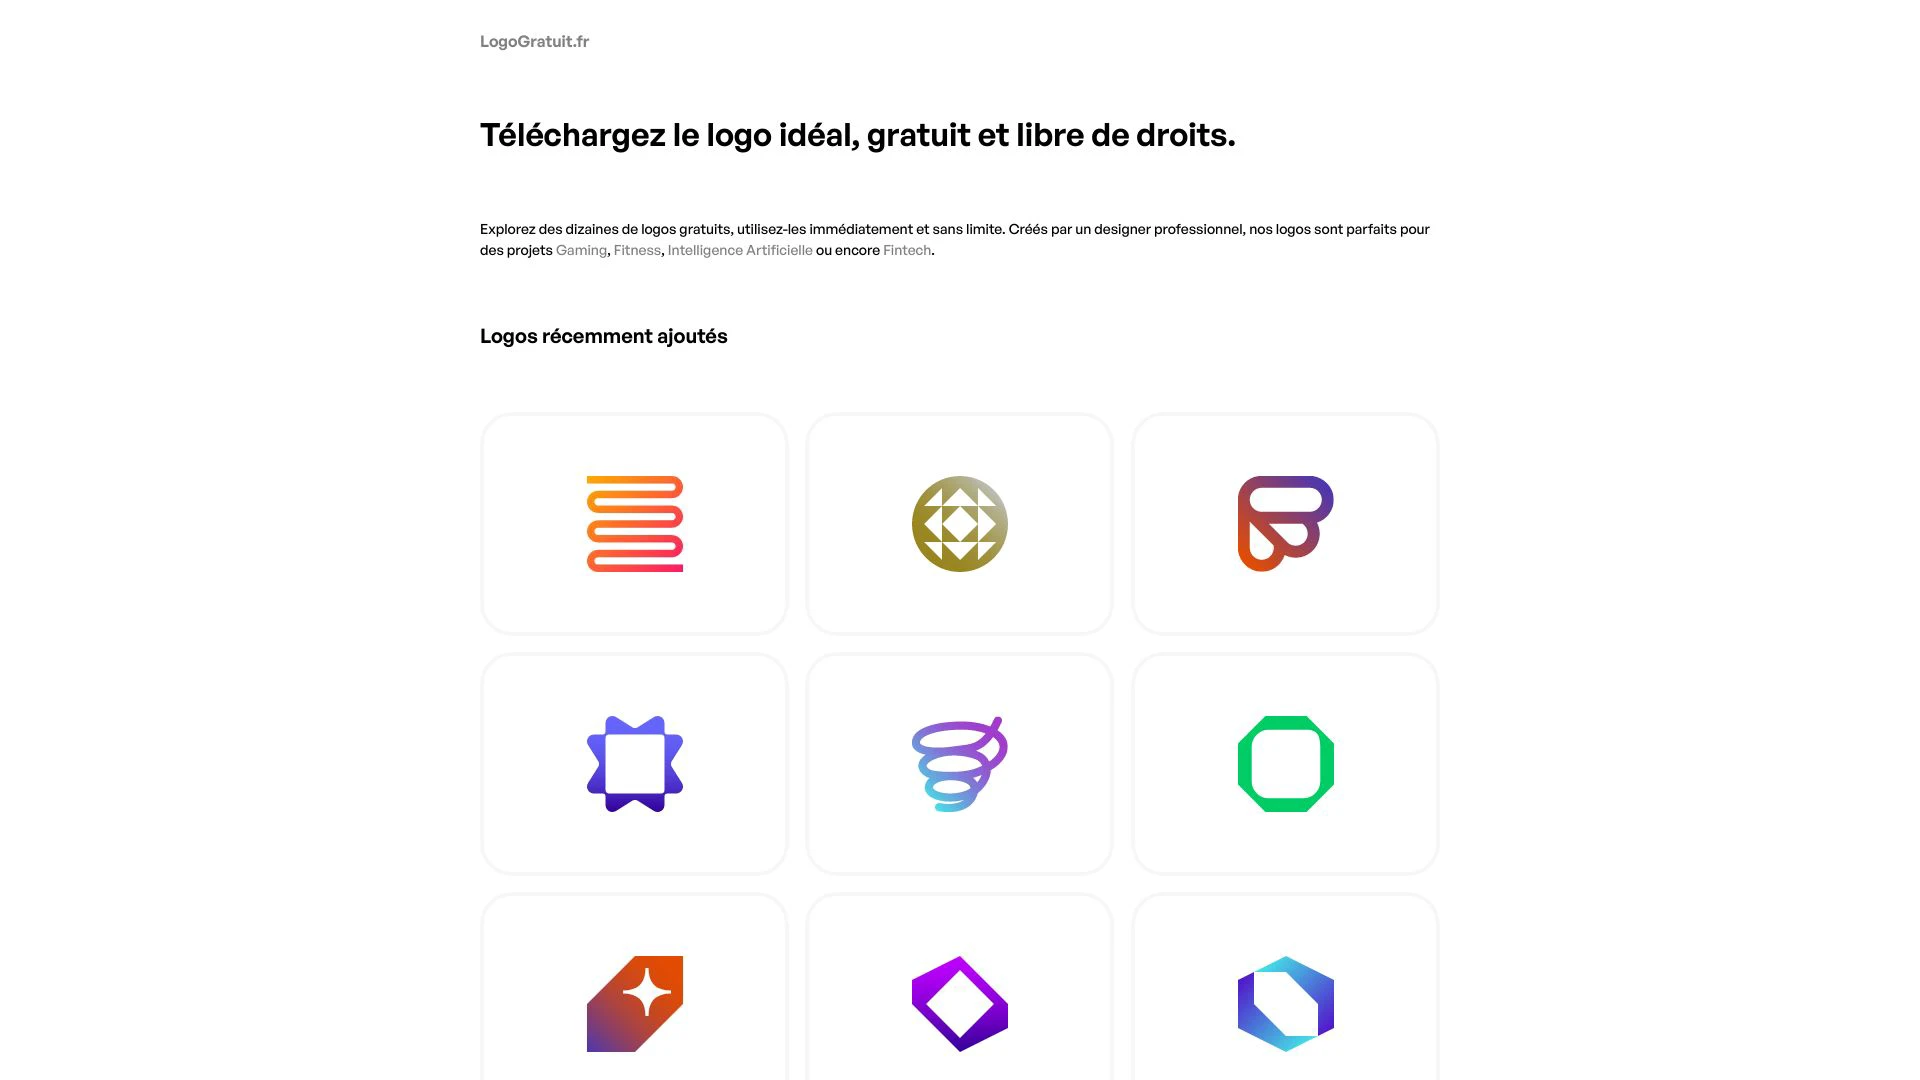 LogoGratuit.fr
Téléchargez le logo idéal, gratuit et libre de droits.
Explorez des dizaines de logos gratuits, utilisez-les immédiatement et sans limite. Créés par un designer professionnel, nos logos sont parfaits pour
des projets Gaming, Fitness, Intelligence Artificielle ou encore Fintech.
Logos récemment ajoutés